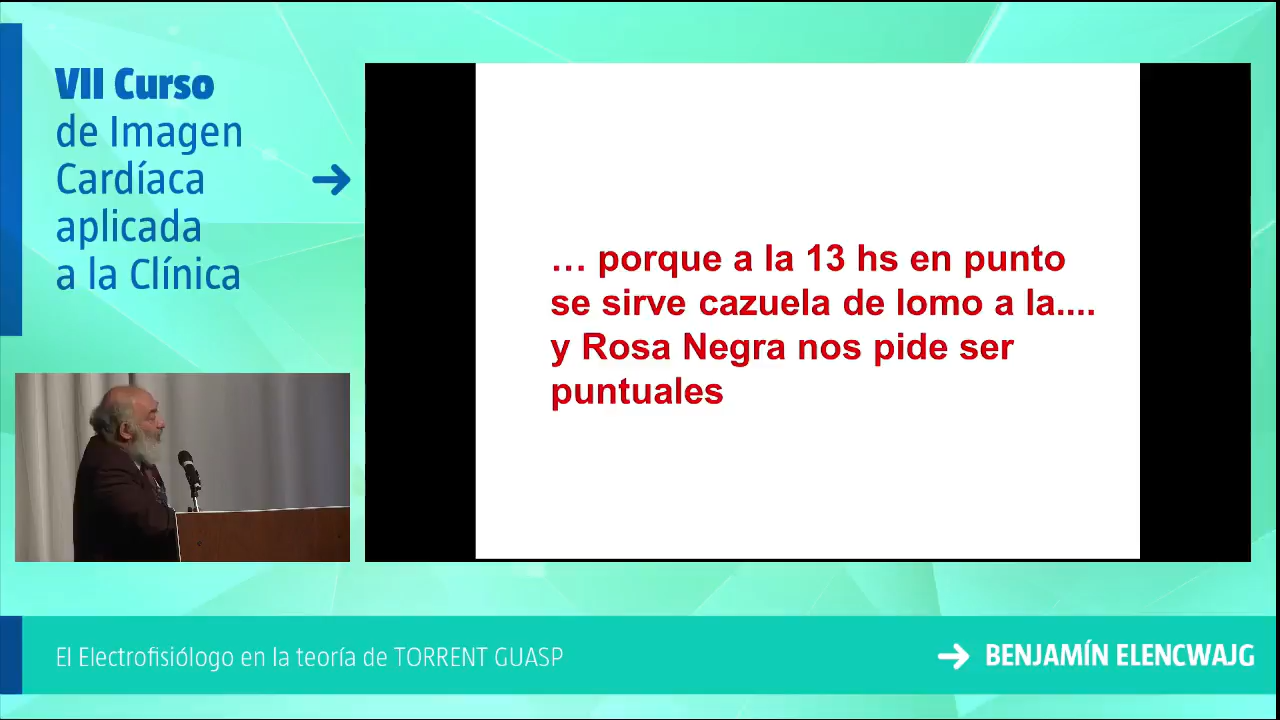 VII Curso
de Imagen
Cardíaca
aplicada
a la Clínica
… porque a la 13 hs en punto
se sirve cazuela de lomo a la....
y Rosa Negra nos pide ser
puntuales
El Electrofisiólogo en la teoría de TORRENT GUASP
BENJAMÍN ELENCWAJG